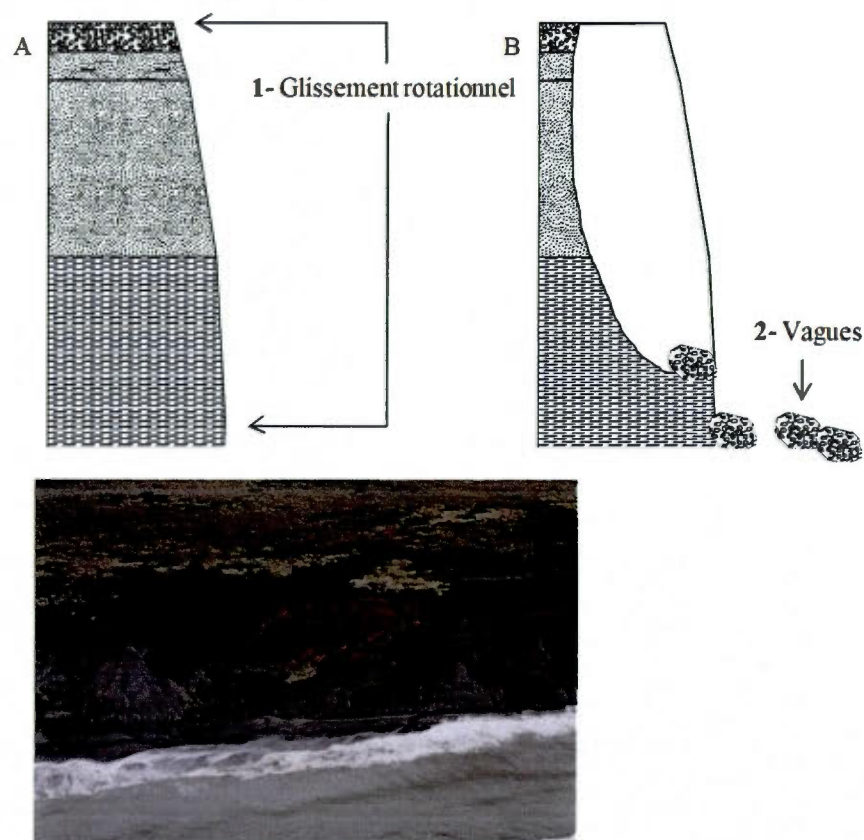 A
B
1- Glissement rotationnel
2- Vagues